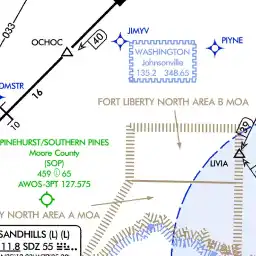 033
OCHOC
40
JIMYV
PIYNE
WASHINGTON
Johnsonville
135.2 348.65
OMSTR
16
10
FORT LIBERTY NORTH AREA B MOA
PINEHURST/SOUTHERN PINES
Moore County
(SOP)
459 65
AWOS-3PT 127.575
139
LIVIA
Y NORTH AREA A MOA
SANDHILLS (L) (L)
11.8 SDZ 55